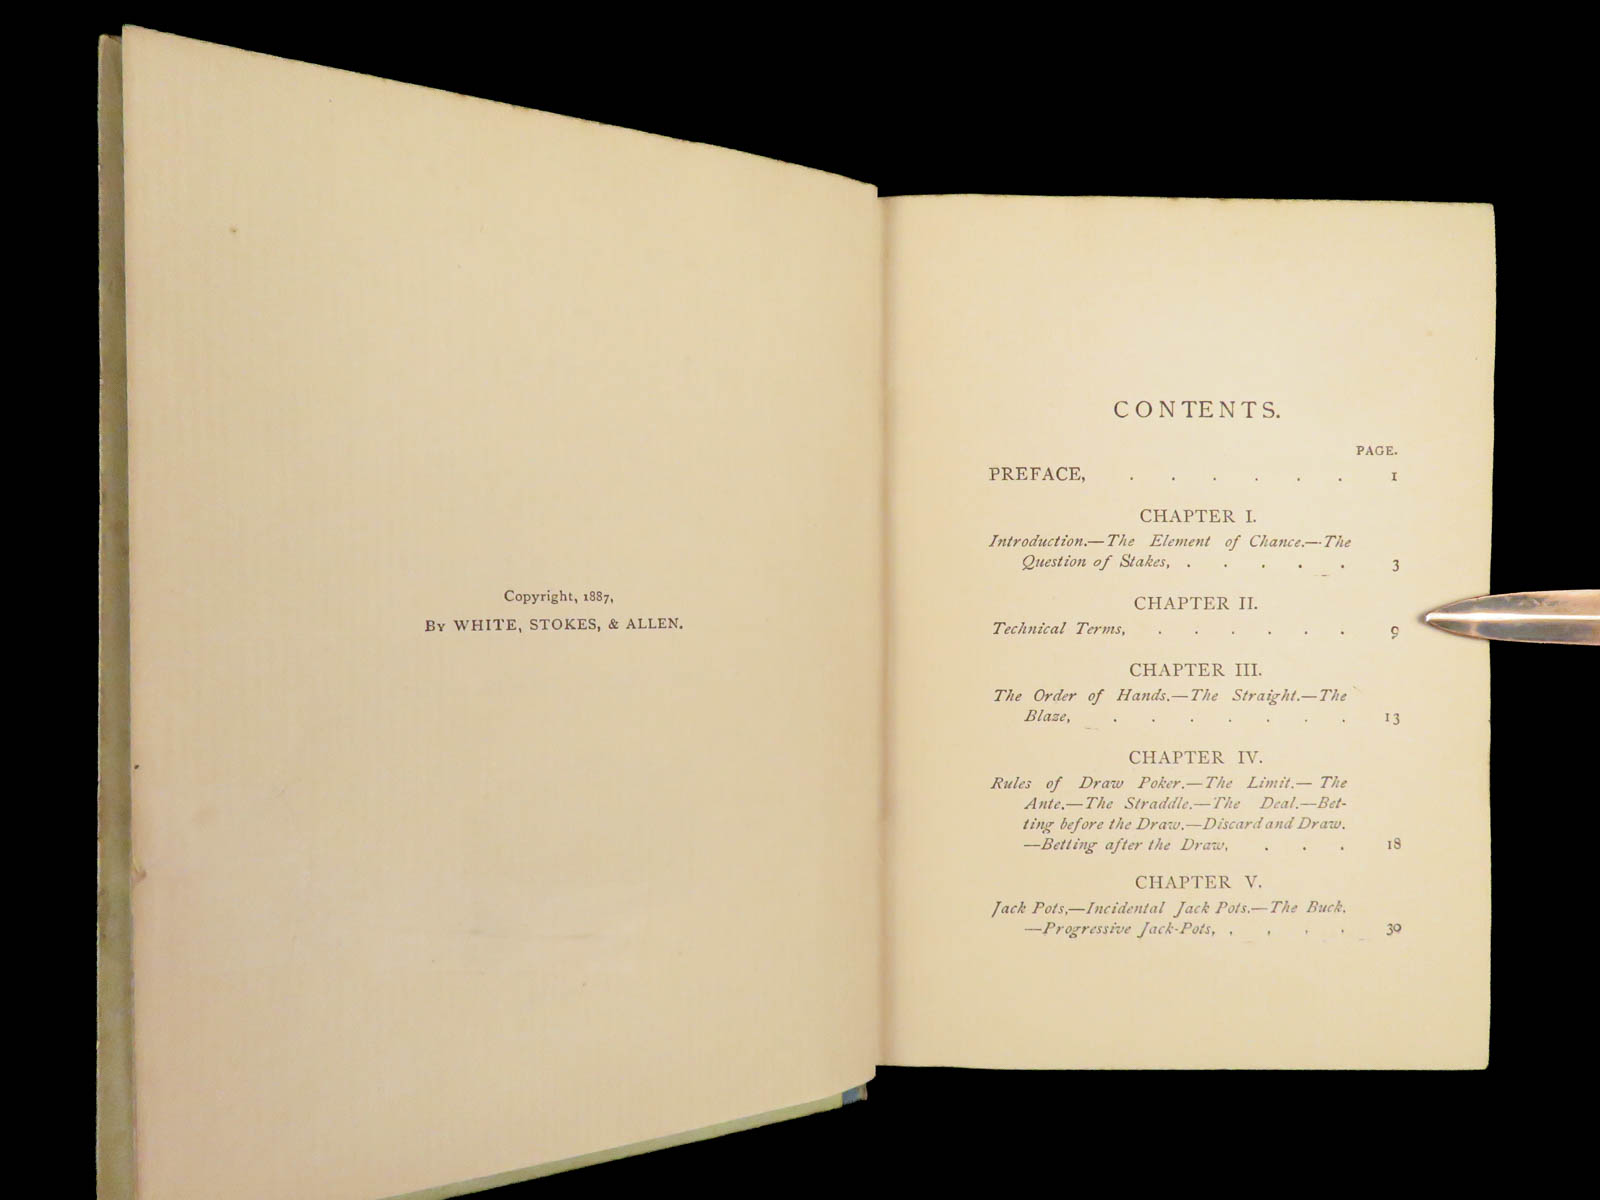 Copyright, 1887,
By WHITE, STOKES, & ALLEN.
CONTENTS.
PAGE.
PREFACE, . . . . . . 1
CHAPTER I.
Introduction.—The Element of Chance.—The
Question of Stakes, . . . . . 3
CHAPTER II.
Technical Terms, . . . . . . 9
CHAPTER III.
The Order of Hands.—The Straight.—The
Blaze, . . . . . . . 13
CHAPTER IV.
Rules of Draw Poker.—The Limit.—The
Ante.—The Straddle.—The Deal.—Bet-
ting before the Draw.—Discard and Draw.
—Betting after the Draw, . . . 18
CHAPTER V.
Jack Pots,—Incidental Jack Pots.—The Buck.
—Progressive Jack-Pots, . . . . 39